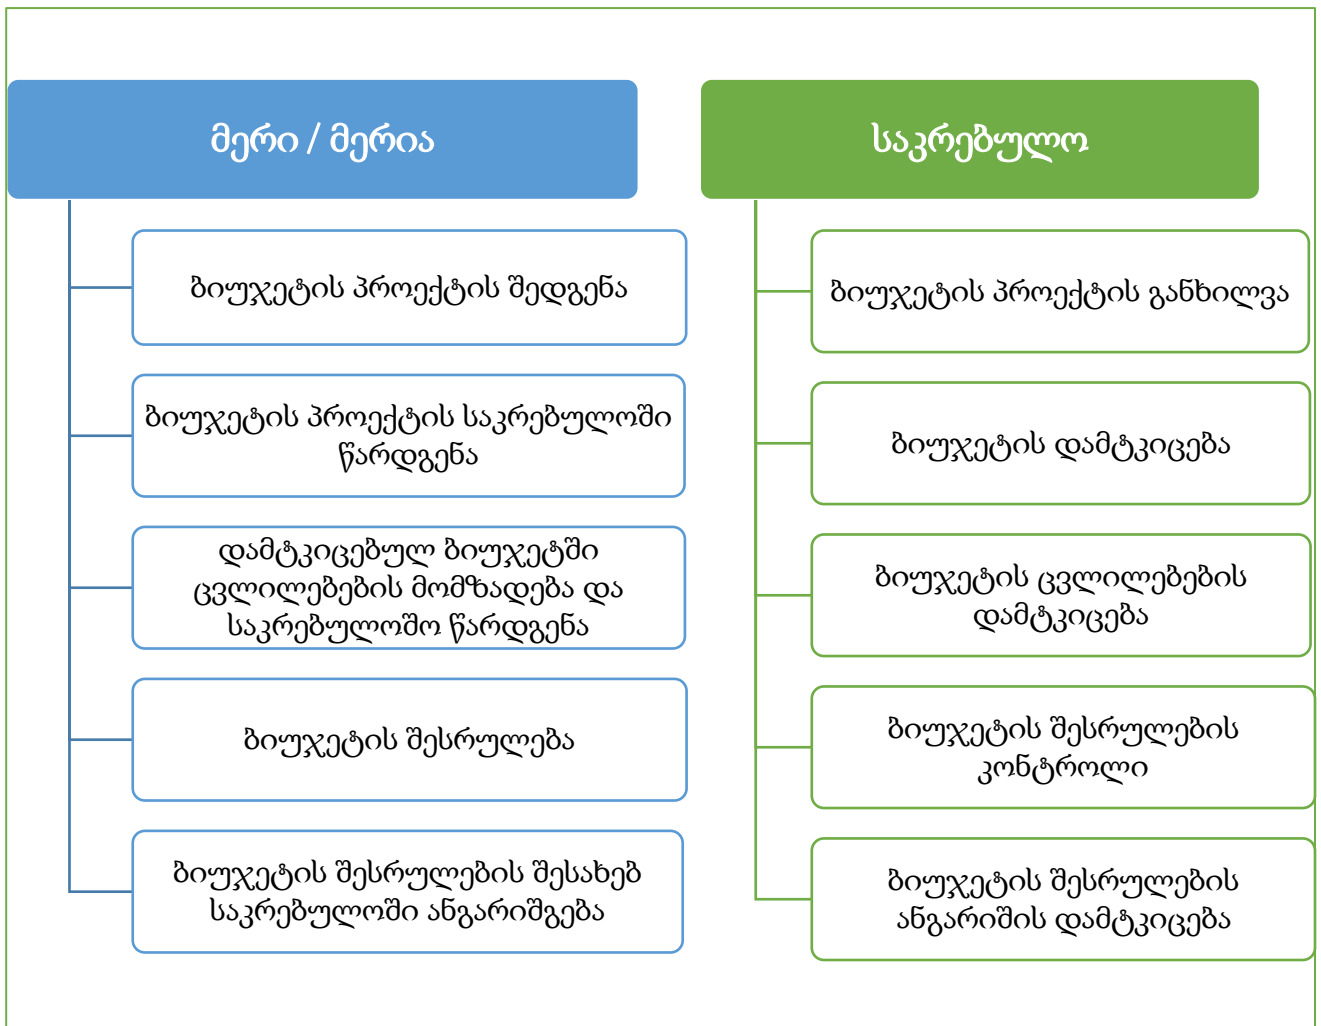 მერი / მერია
ბიუჯეტის პროექტის შედგენა
ბიუჯეტის პროექტის საკრებულოში
წარდგენა
დამტკიცებულ ბიუჯეტში
ცვლილებების მომზადება და
საკრებულოშო წარდგენა
ბიუჯეტის შესრულება
ბიუჯეტის შესრულების შესახებ
საკრებულოში ანგარიშგება
საკრებულო
ბიუჯეტის პროექტის განხილვა
ბიუჯეტის დამტკიცება
ბიუჯეტის ცვლილებების
დამტკიცება
ბიუჯეტის შესრულების
კონტროლი
ბიუჯეტის შესრულების
ანგარიშის დამტკიცება